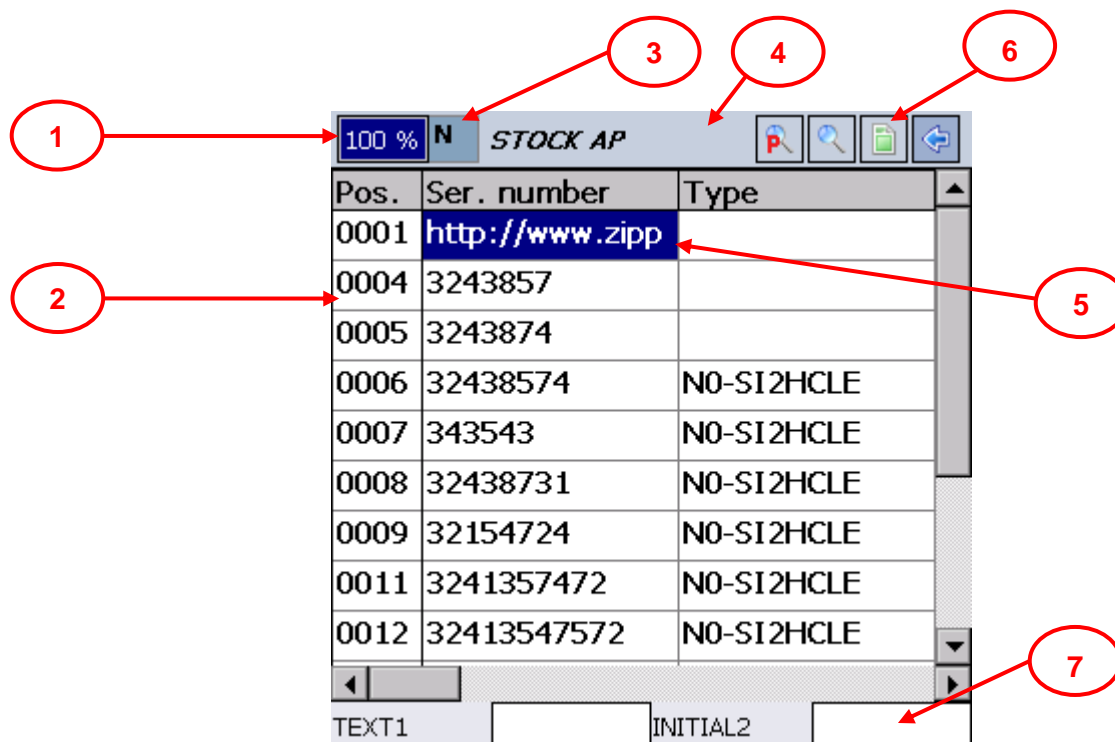 3 4 6
1
100 % N STOCK AP P
Pos. Ser. number Type
0001 http://www.zipp
0004 3243857
2
5
0005 3243874
0006 32438574 N0-SI2HCLE
0007 343543 N0-SI2HCLE
0008 32438731 N0-SI2HCLE
0009 32154724 N0-SI2HCLE
0011 3241357472 N0-SI2HCLE
0012 32413547572 N0-SI2HCLE
7
TEXT1 INITIAL2